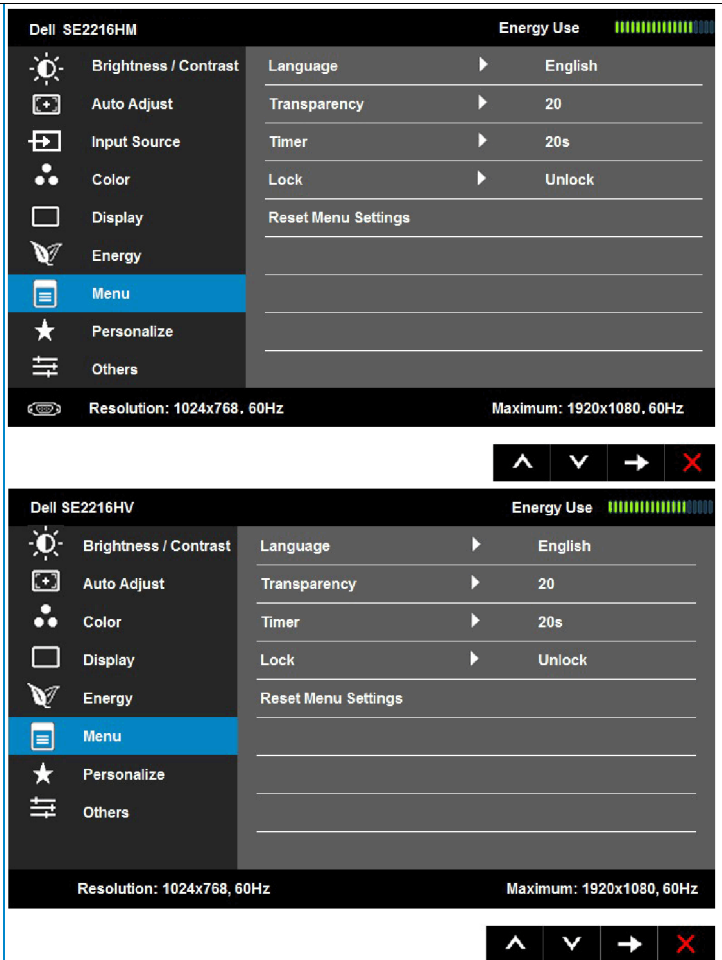 Dell SE2216HM Energy Use
Brightness / Contrast Language English
Auto Adjust Transparency 20
Input Source Timer 20s
Color Lock Unlock
Display Reset Menu Settings
Energy
Menu
Personalize
Others
Resolution: 1024x768. 60Hz Maximum: 1920x1080. 60Hz
Dell SE2216HV Energy Use
Brightness / Contrast Language English
Auto Adjust Transparency 20
Color Timer 20s
Display Lock Unlock
Energy Reset Menu Settings
Menu
Personalize
Others
Resolution: 1024x768, 60Hz Maximum: 1920x1080, 60Hz